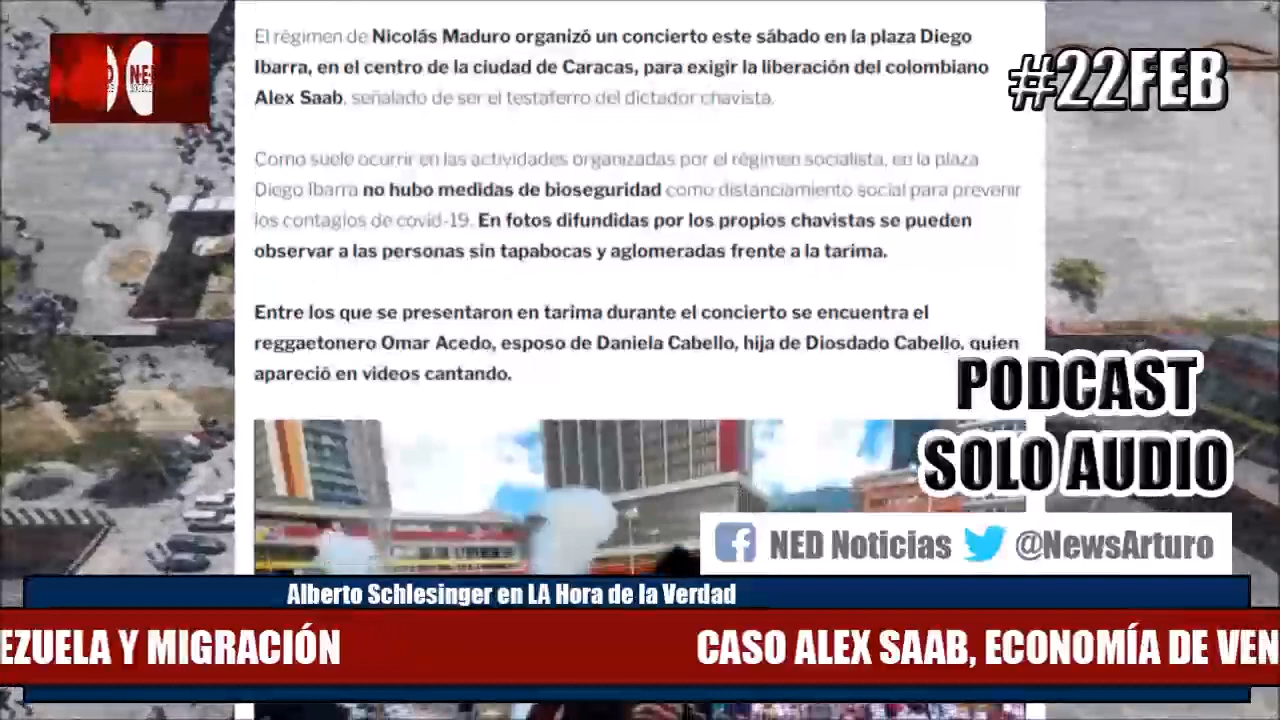 El régimen de Nicolás Maduro organizó un concierto este sábado en la plaza Diego
Ibarra, en el centro de la ciudad de Caracas, para exigir la liberación del colombiano
Alex Saab, señalado de ser el testaferro del dictador chavista.
Como suele ocurrir en las actividades organizadas por el régimen socialista, en la plaza
Diego Ibarra no hubo medidas de bioseguridad como distanciamiento social para prevenir
los contagios de covid-19. En fotos difundidas por los propios chavistas se pueden
observar a las personas sin tapabocas y aglomeradas frente a la tarima.
Entre los que se presentaron en tarima durante el concierto se encuentra el
reggaetonero Omar Acedo, esposo de Daniela Cabello, hija de Diosdado Cabello, quien
apareció en videos cantando.
#22FEB
PODCAST
SOLO AUDIO
NED Noticias @NewsArturo
Alberto Schlesinger en LA Hora de la Verdad
EZUELA Y MIGRACIÓN CASO ALEX SAAB, ECONOMÍA DE VEN